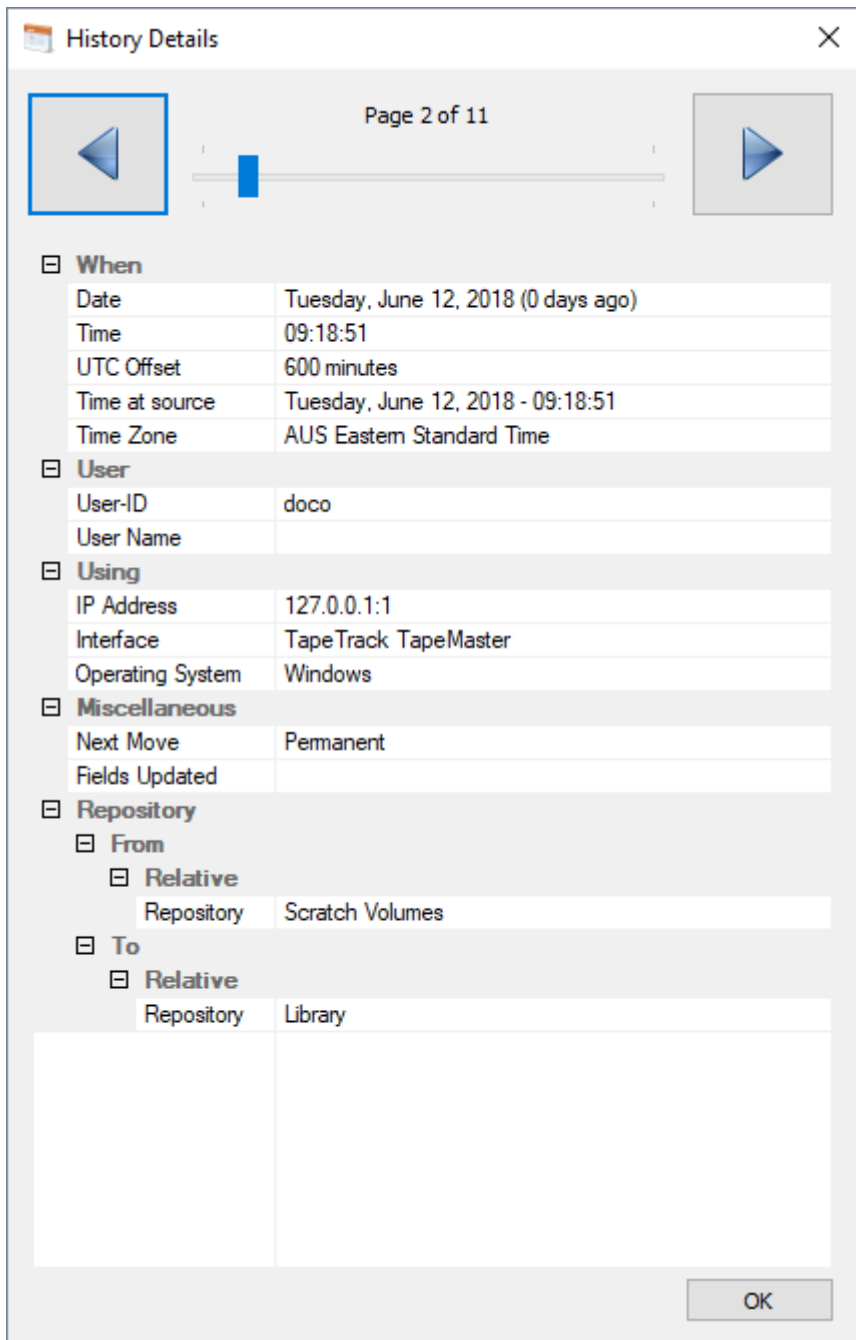 History Details
Page 2 of 11
When
Date Tuesday, June 12, 2018 (0 days ago)
Time 09:18:51
UTC Offset 600 minutes
Time at source Tuesday, June 12, 2018 - 09:18:51
Time Zone AUS Eastern Standard Time
User
User-ID doco
User Name
Using
IP Address 127.0.0.1:1
Interface TapeTrack TapeMaster
Operating System Windows
Miscellaneous
Next Move Permanent
Fields Updated
Repository
From
Relative
Repository Scratch Volumes
To
Relative
Repository Library
OK